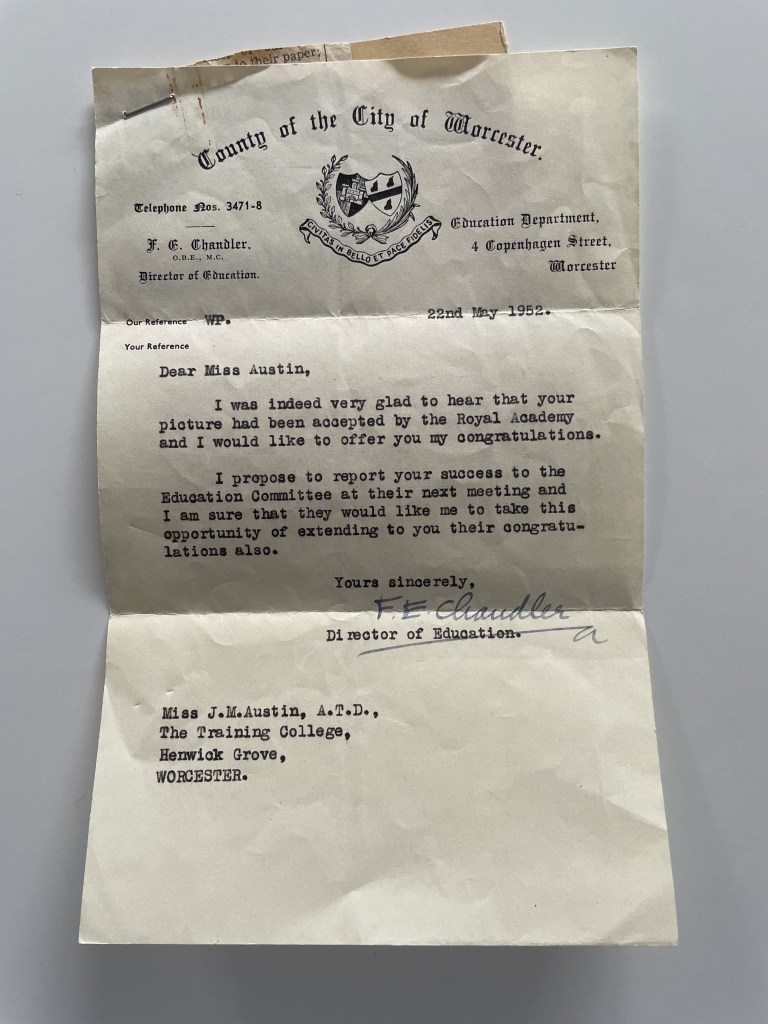 to their paper;
County of the City of Worcester.
Telephone Nos. 3471-8
F. E. Chandler,
O.B.E., M.C.
Director of Education.
CIVITAS IN BELLO ET PACE FIDELIS
Education Department,
4 Copenhagen Street,
Worcester
Our Reference WP.
22nd May 1952.
Your Reference
Dear Miss Austin,
I was indeed very glad to hear that your
picture had been accepted by the Royal Academy
and I would like to offer you my congratulations.
I propose to report your success to the
Education Committee at their next meeting and
I am sure that they would like me to take this
opportunity of extending to you their congratu-
lations also.
Yours sincerely,
F.E. Chandler
Director of Education.
Miss J.M.Austin, A.T.D.,
The Training College,
Henwick Grove,
WORCESTER.